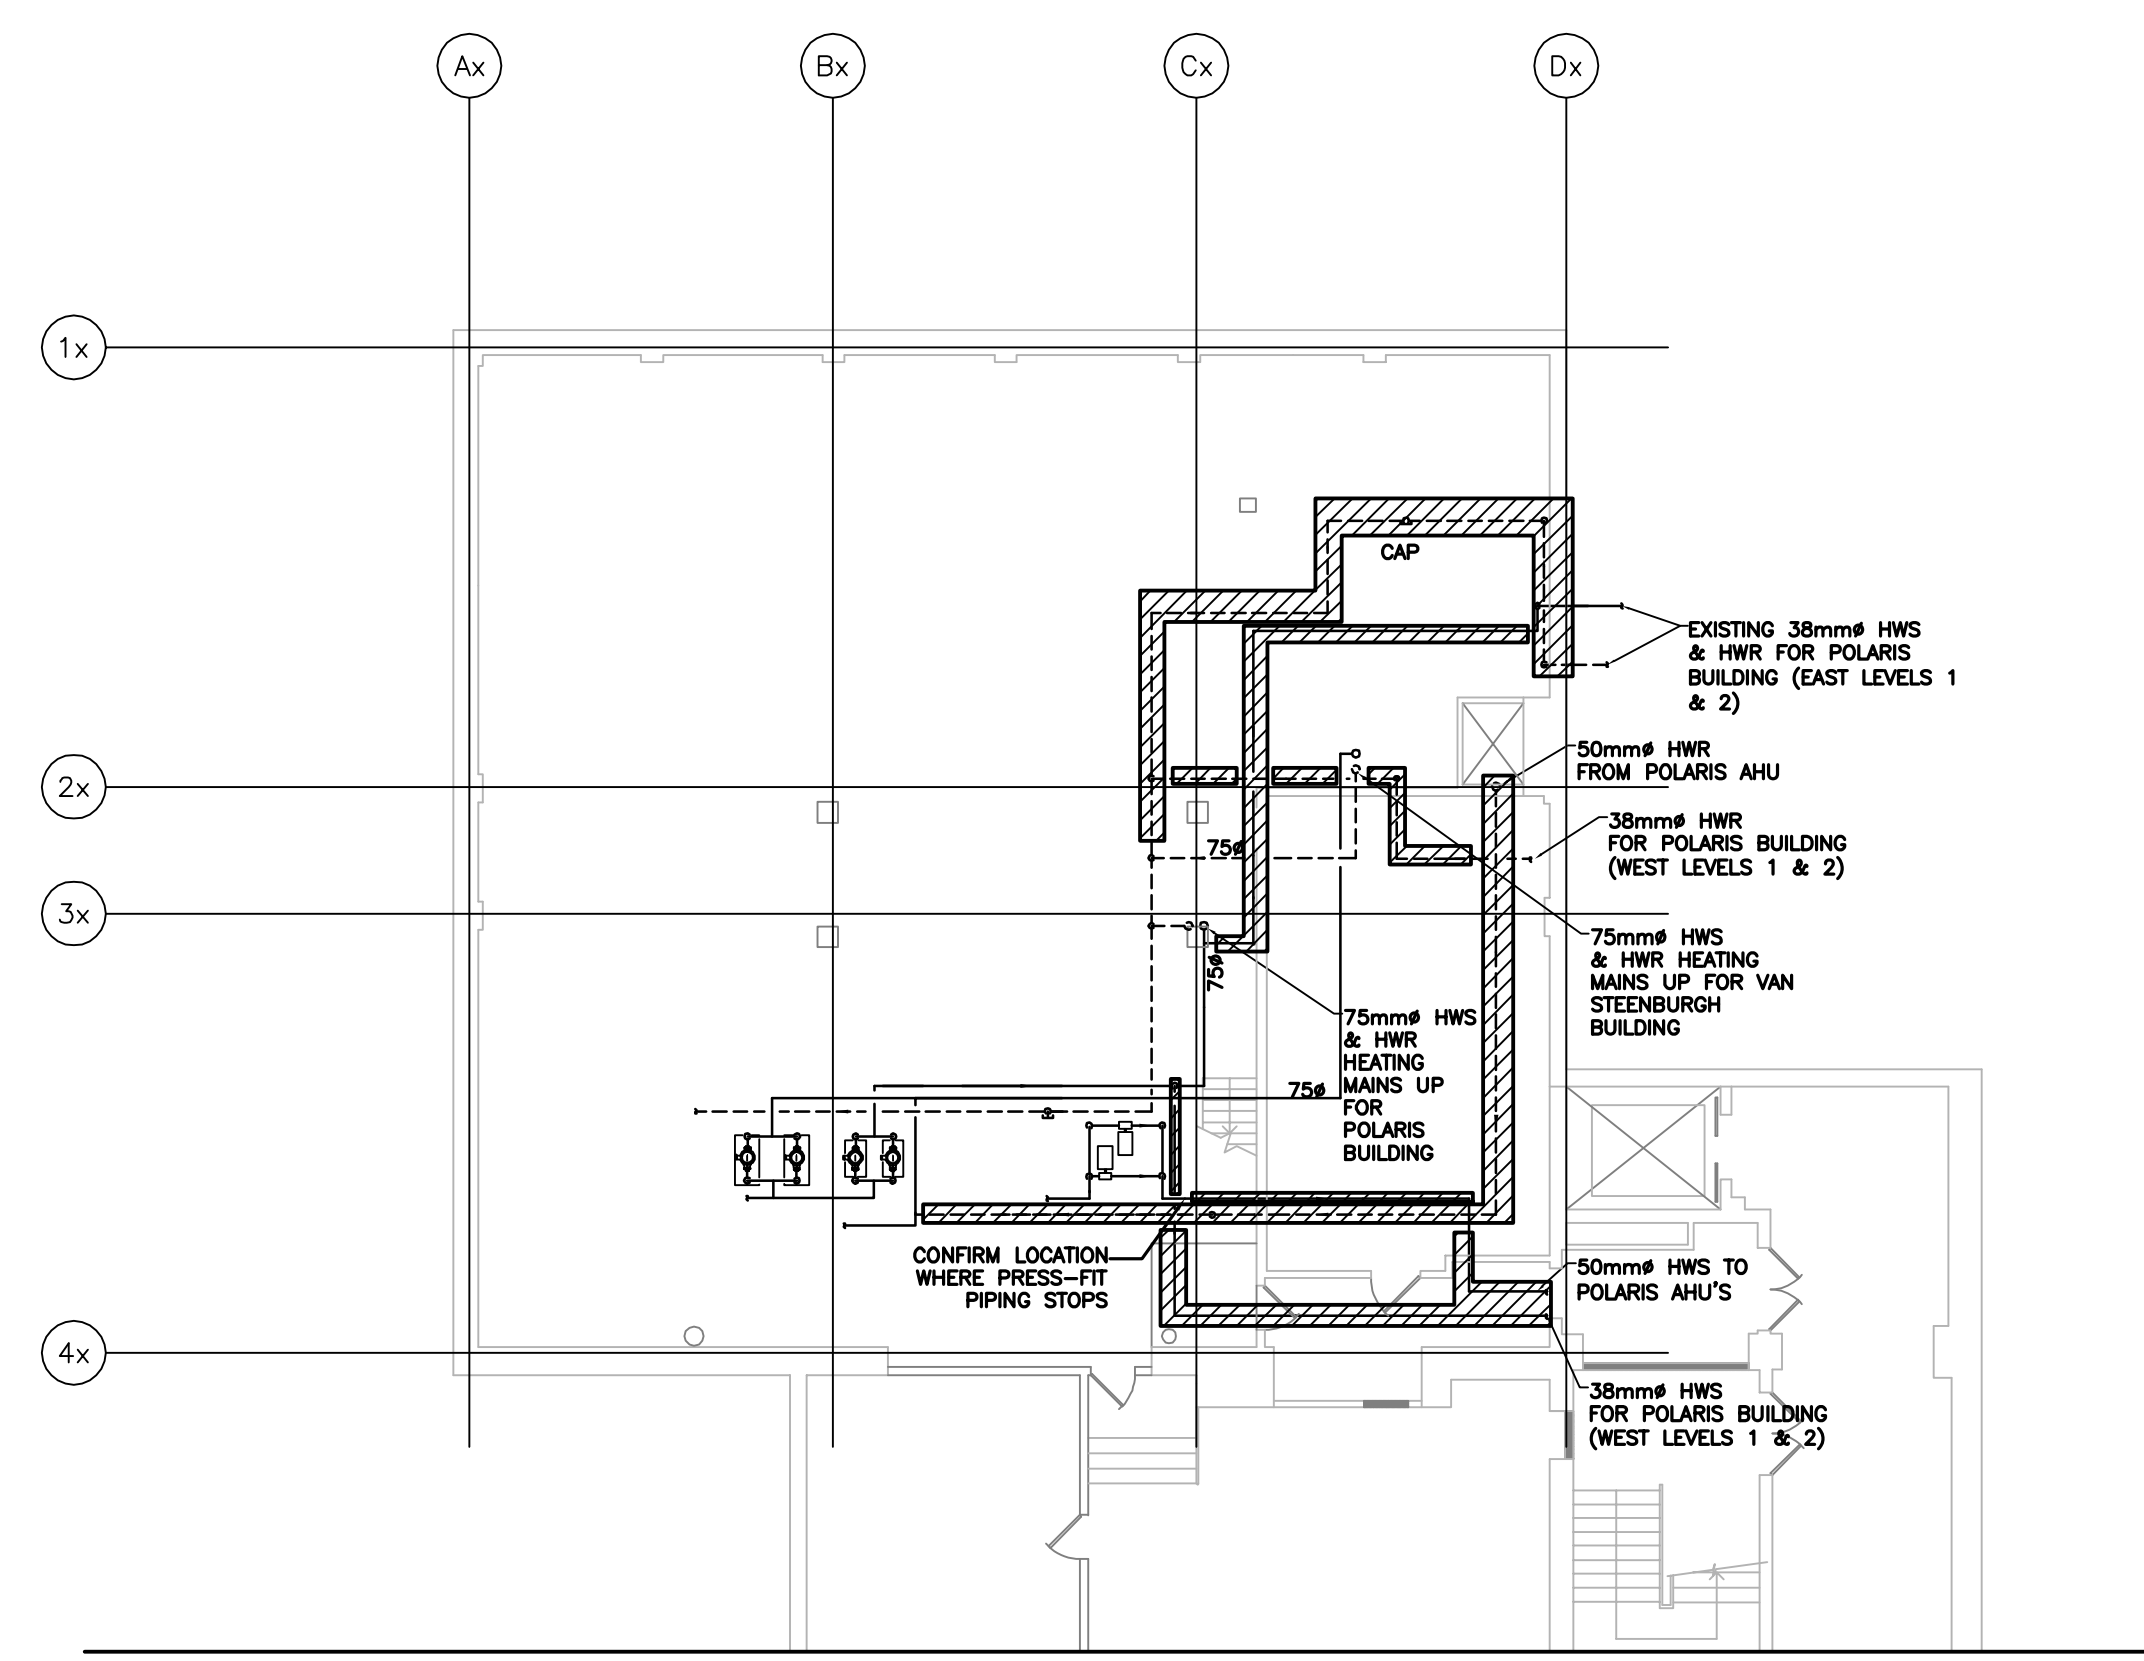 Ax
Bx
Cx
Dx
1x
CAP
EXISTING 38mmø HWS
& HWR FOR POLARIS
BUILDING (EAST LEVELS 1
& 2)
50mmø HWR
FROM POLARIS AHU
2x
38mmø HWR
FOR POLARIS BUILDING
(WEST LEVELS 1 & 2)
75ø
3x
75mmø HWS
& HWR HEATING
MAINS UP FOR VAN
STEENBURGH
BUILDING
75ø
75mmø HWS
& HWR
HEATING
MAINS UP
FOR
POLARIS
BUILDING
75ø
CONFIRM LOCATION
WHERE PRESS-FIT
PIPING STOPS
50mmø HWS TO
POLARIS AHU'S
4x
38mmø HWS
FOR POLARIS BUILDING
(WEST LEVELS 1 & 2)